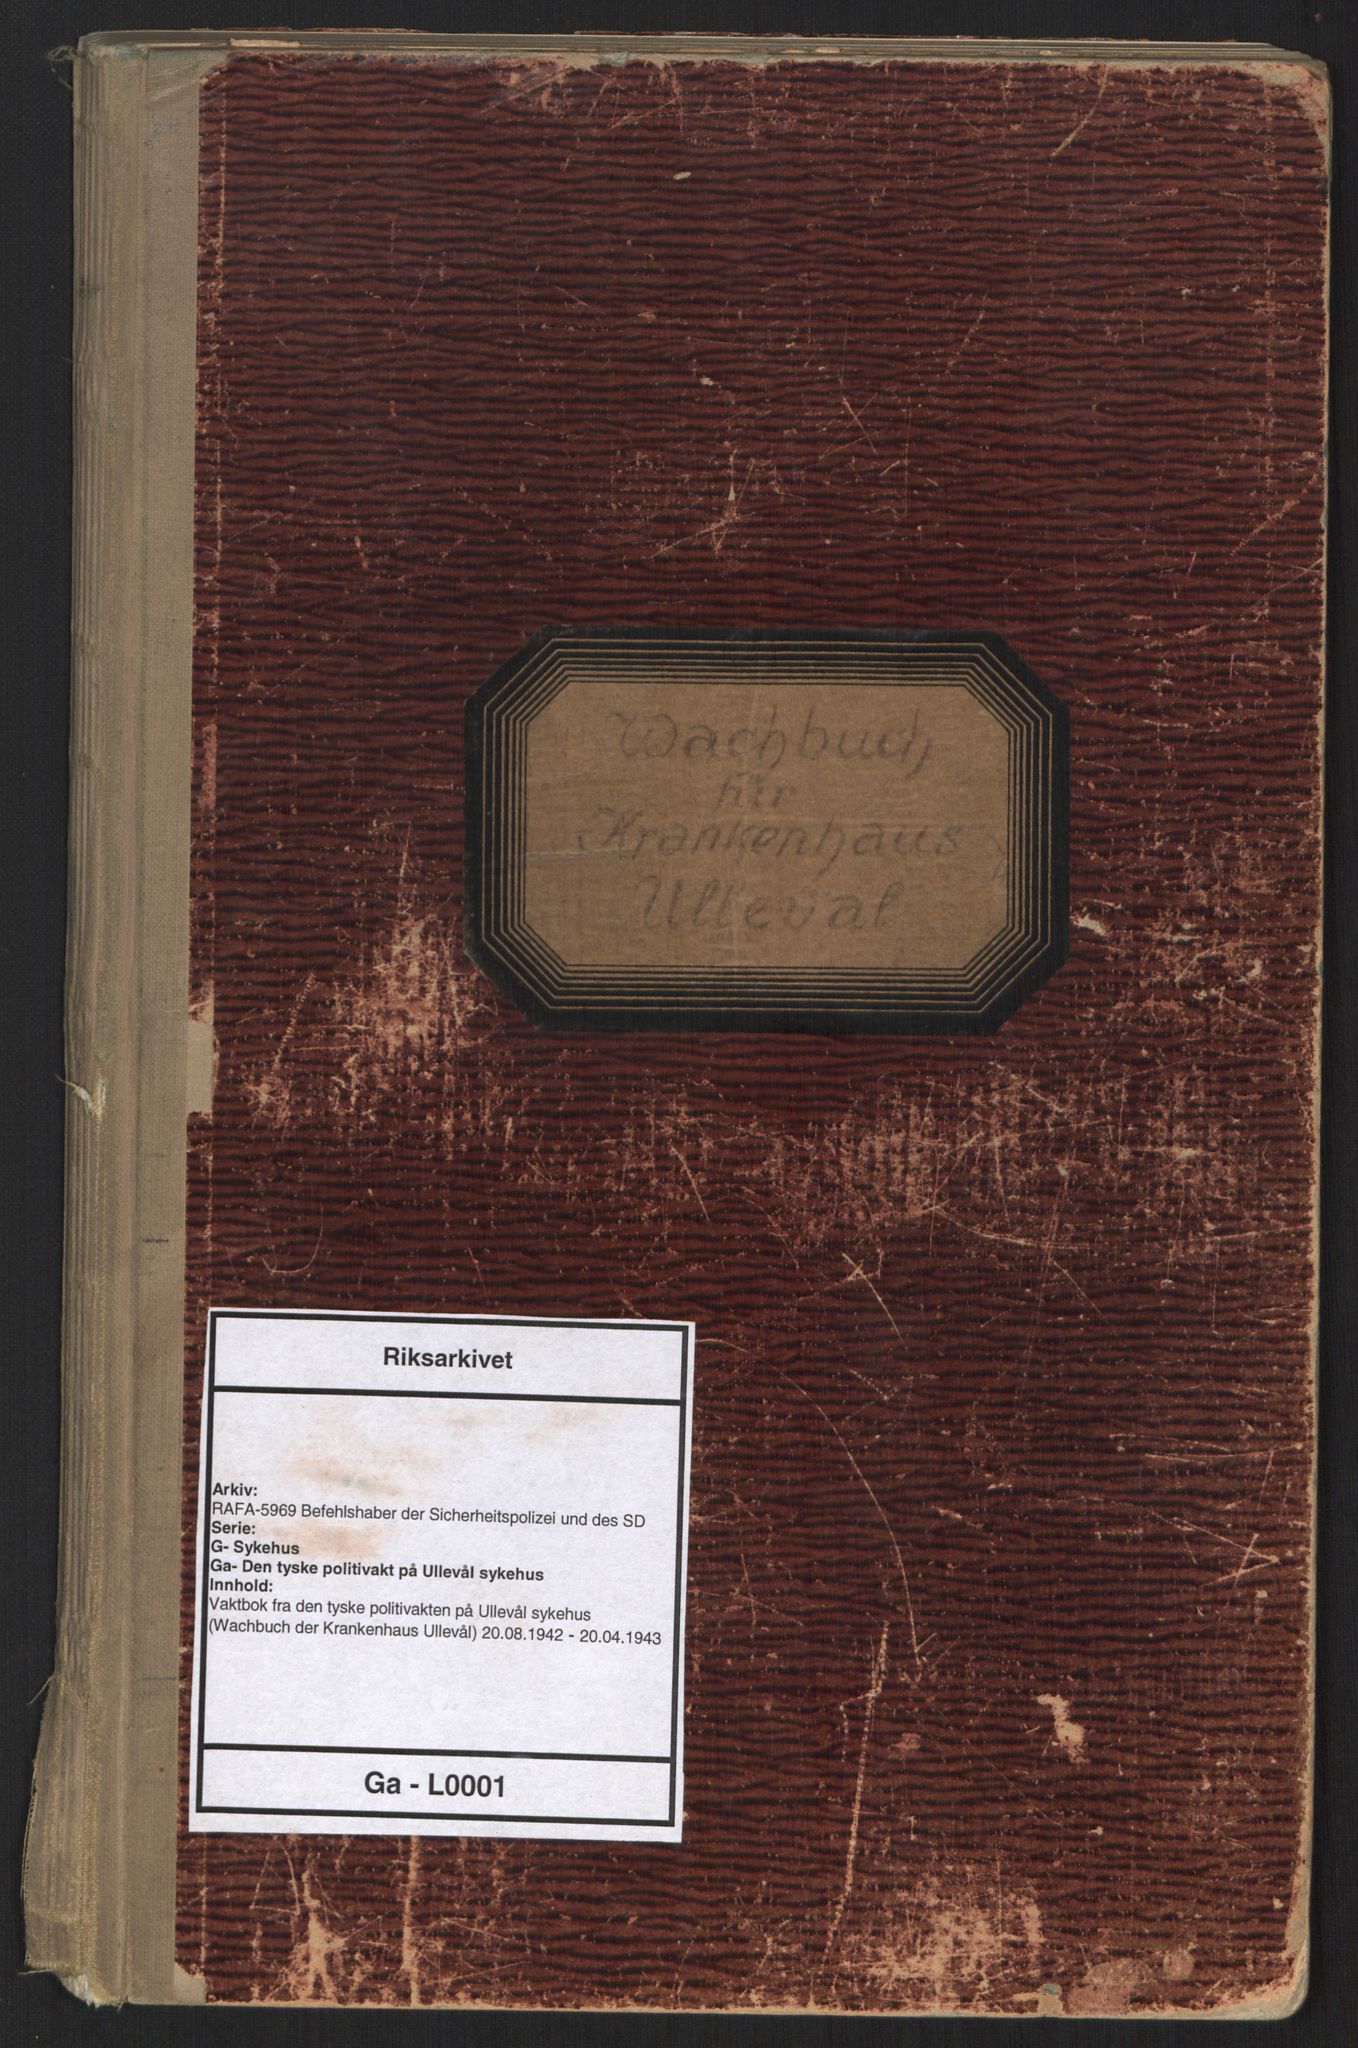 Wachbuch
für
Krankenhaus
Ulleval
Riksarkivet
Arkiv:
RAFA-5969 Befehlshaber der Sicherheitspolizei und des SD
Serie:
G- Sykehus
Ga- Den tyske politivakt på Ullevål sykehus
Innhold:
Vaktbok fra den tyske politivakten på Ullevål sykehus
(Wachbuch der Krankenhaus Ullevål) 20.08.1942 - 20.04.1943
Ga - L0001